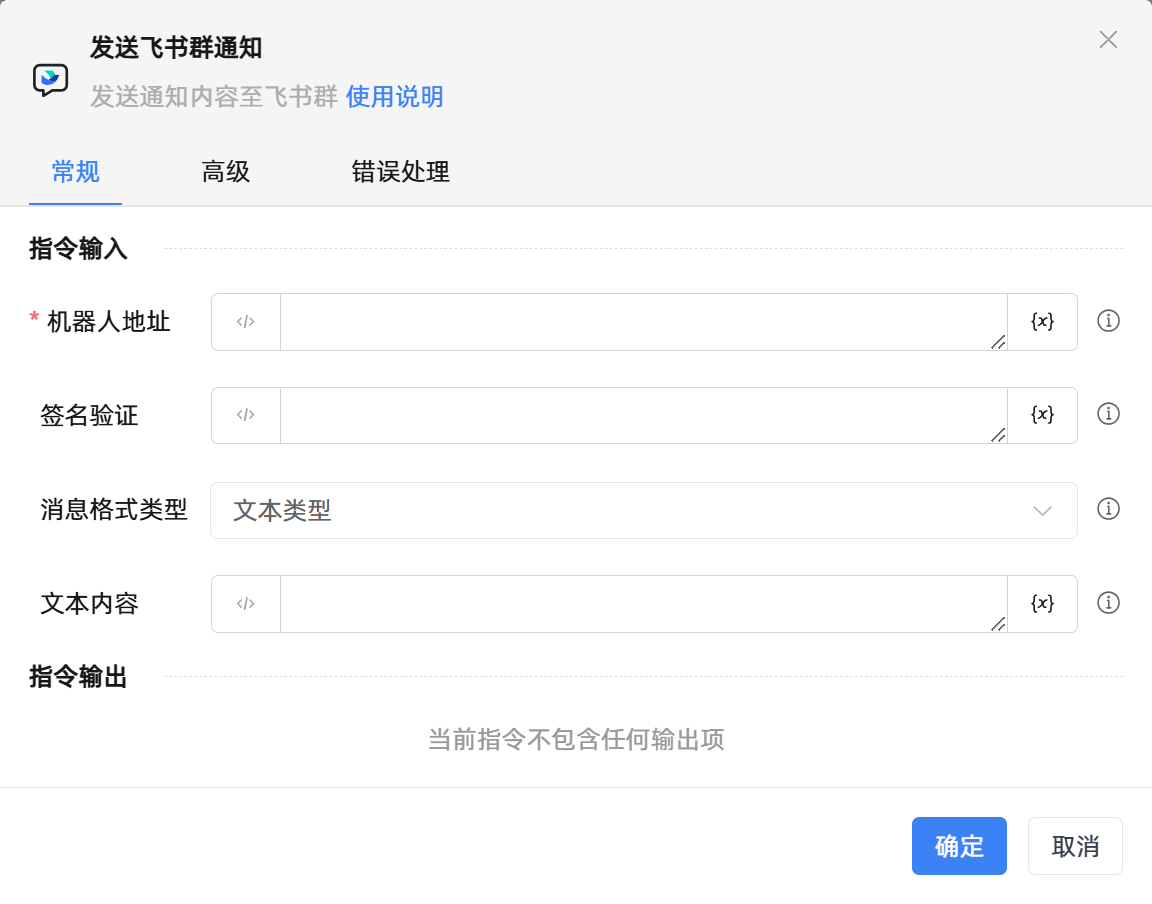 发送飞书群通知
发送通知内容至飞书群 使用说明
常规 高级 错误处理
指令输入
* 机器人地址 </> {x}
签名验证 </> {x}
消息格式类型 文本类型
文本内容 </> {x}
指令输出
当前指令不包含任何输出项
确定 取消